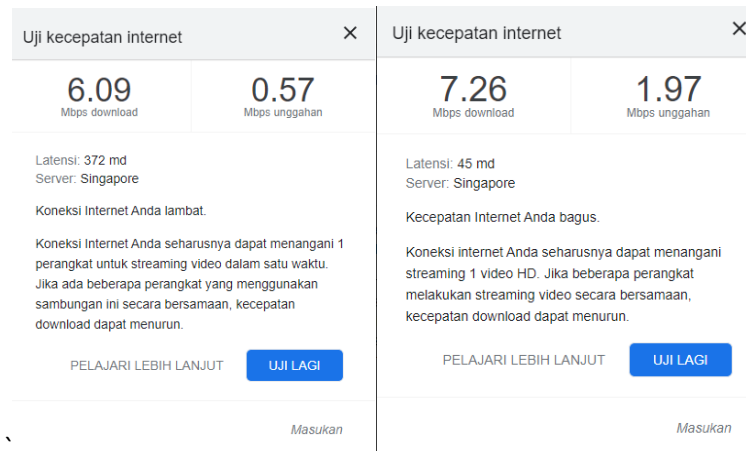 Uji kecepatan internet
6.09
Mbps download
0.57
Mbps unggahan
Latensi: 372 md
Server: Singapore
Koneksi Internet Anda lambat.
Koneksi Internet Anda seharusnya dapat menangani 1
perangkat untuk streaming video dalam satu waktu.
Jika ada beberapa perangkat yang menggunakan
sambungan ini secara bersamaan, kecepatan
download dapat menurun.
PELAJARI LEBIH LANJUT
UJI LAGI
Masukan
Uji kecepatan internet
7.26
Mbps download
1.97
Mbps unggahan
Latensi: 45 md
Server: Singapore
Kecepatan Internet Anda bagus.
Koneksi internet Anda seharusnya dapat menangani
streaming 1 video HD. Jika beberapa perangkat
melakukan streaming video secara bersamaan,
kecepatan download dapat menurun.
PELAJARI LEBIH LANJUT
UJI LAGI
Masukan